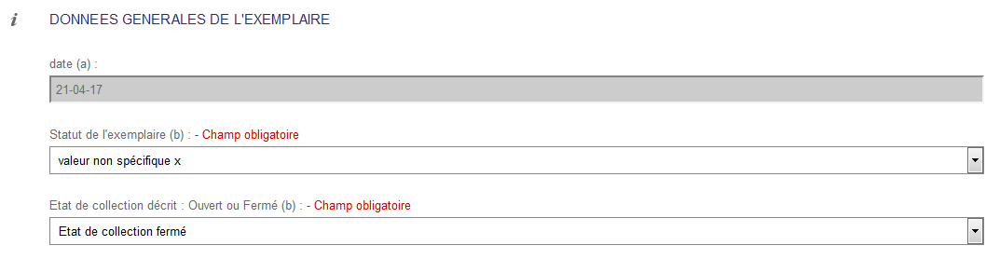 i
DONNEES GENERALES DE L'EXEMPLAIRE
date (a) :
21-04-17
Statut de l'exemplaire (b) : - Champ obligatoire
valeur non spécifique x
Etat de collection décrit : Ouvert ou Fermé (b) : - Champ obligatoire
Etat de collection fermé